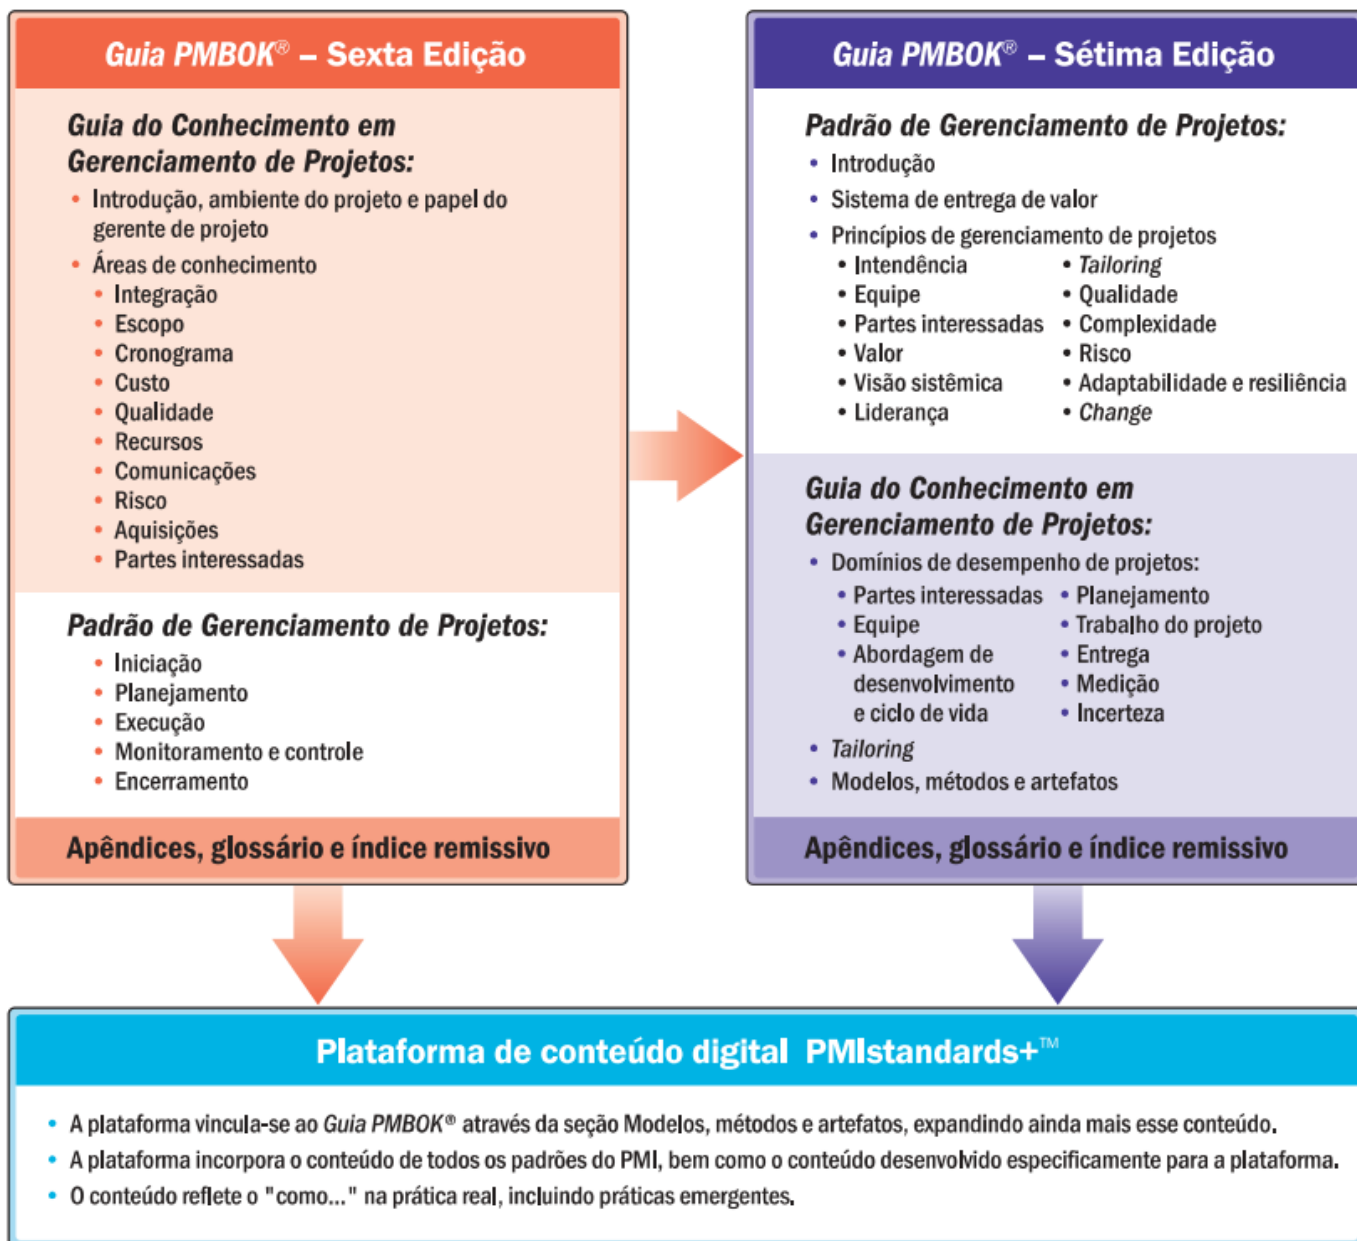 Guia PMBOK® – Sexta Edição
Guia do Conhecimento em
Gerenciamento de Projetos:
• Introdução, ambiente do projeto e papel do
gerente de projeto
• Áreas de conhecimento
• Integração
• Escopo
• Cronograma
• Custo
• Qualidade
• Recursos
• Comunicações
• Risco
• Aquisições
• Partes interessadas
Padrão de Gerenciamento de Projetos:
• Iniciação
• Planejamento
• Execução
• Monitoramento e controle
• Encerramento
Apêndices, glossário e índice remissivo
Guia PMBOK® – Sétima Edição
Padrão de Gerenciamento de Projetos:
• Introdução
• Sistema de entrega de valor
• Princípios de gerenciamento de projetos
• Intendência
• Equipe
• Partes interessadas
• Valor
• Visão sistêmica
• Liderança
• Tailoring
• Qualidade
• Complexidade
• Risco
• Adaptabilidade e resiliência
• Change
Guia do Conhecimento em
Gerenciamento de Projetos:
• Domínios de desempenho de projetos:
• Partes interessadas
• Equipe
• Abordagem de
desenvolvimento
e ciclo de vida
• Planejamento
• Trabalho do projeto
• Entrega
• Medição
• Incerteza
• Tailoring
• Modelos, métodos e artefatos
Apêndices, glossário e índice remissivo
Plataforma de conteúdo digital PMIstandards+™
• A plataforma vincula-se ao Guia PMBOK® através da seção Modelos, métodos e artefatos, expandindo ainda mais esse conteúdo.
• A plataforma incorpora o conteúdo de todos os padrões do PMI, bem como o conteúdo desenvolvido especificamente para a plataforma.
• O conteúdo reflete o "como..." na prática real, incluindo práticas emergentes.